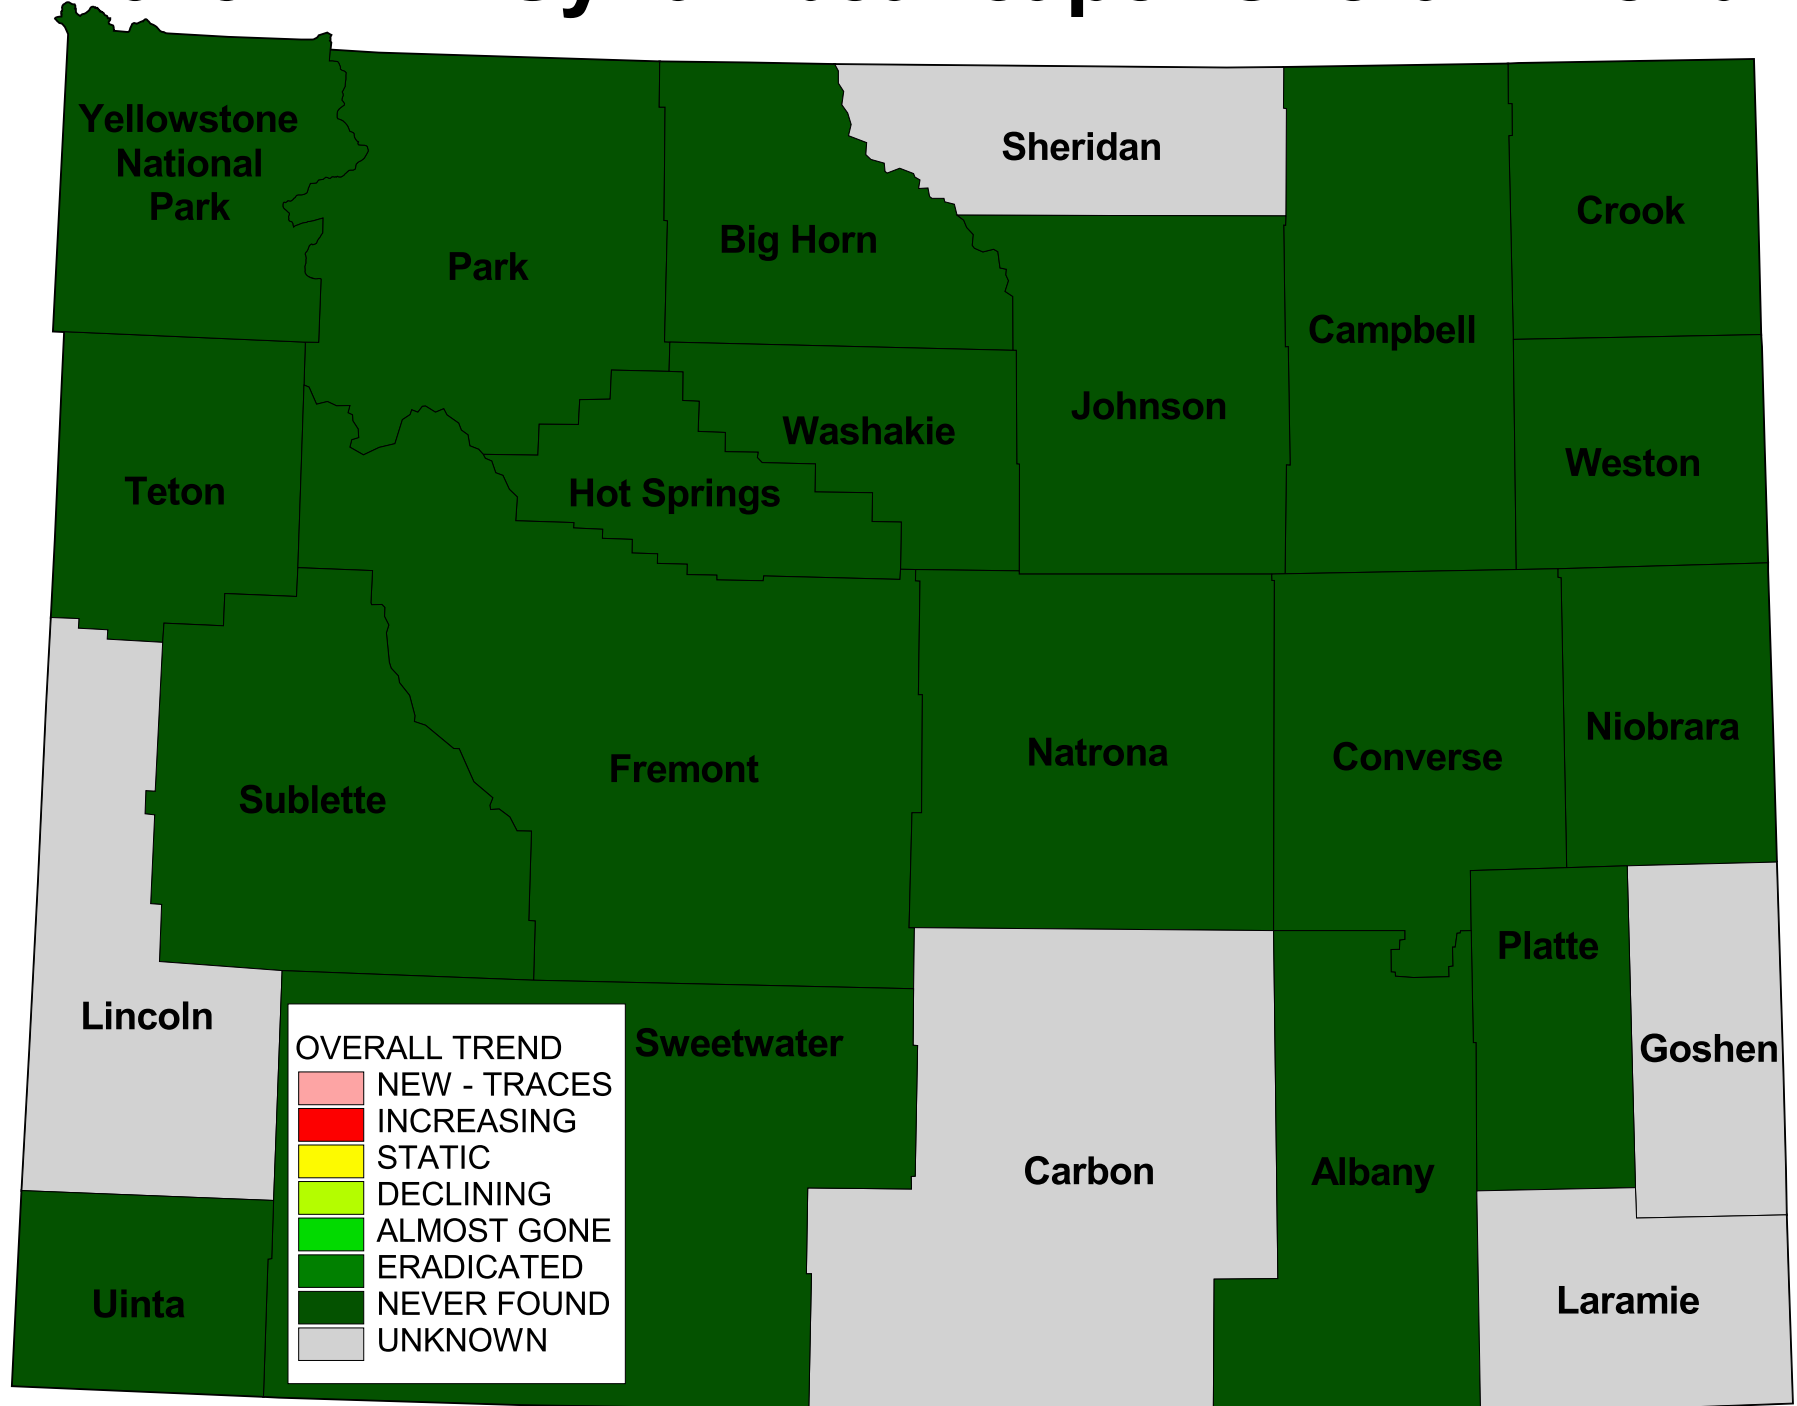 Yellowstone
National
Park
Sheridan
Crook
Big Horn
Park
Campbell
Johnson
Washakie
Weston
Teton
Hot Springs
Niobrara
Natrona
Converse
Fremont
Sublette
Platte
Lincoln
Sweetwater
Goshen
Carbon
Albany
Laramie
Uinta
OVERALL TREND
NEW - TRACES
INCREASING
STATIC
DECLINING
ALMOST GONE
ERADICATED
NEVER FOUND
UNKNOWN